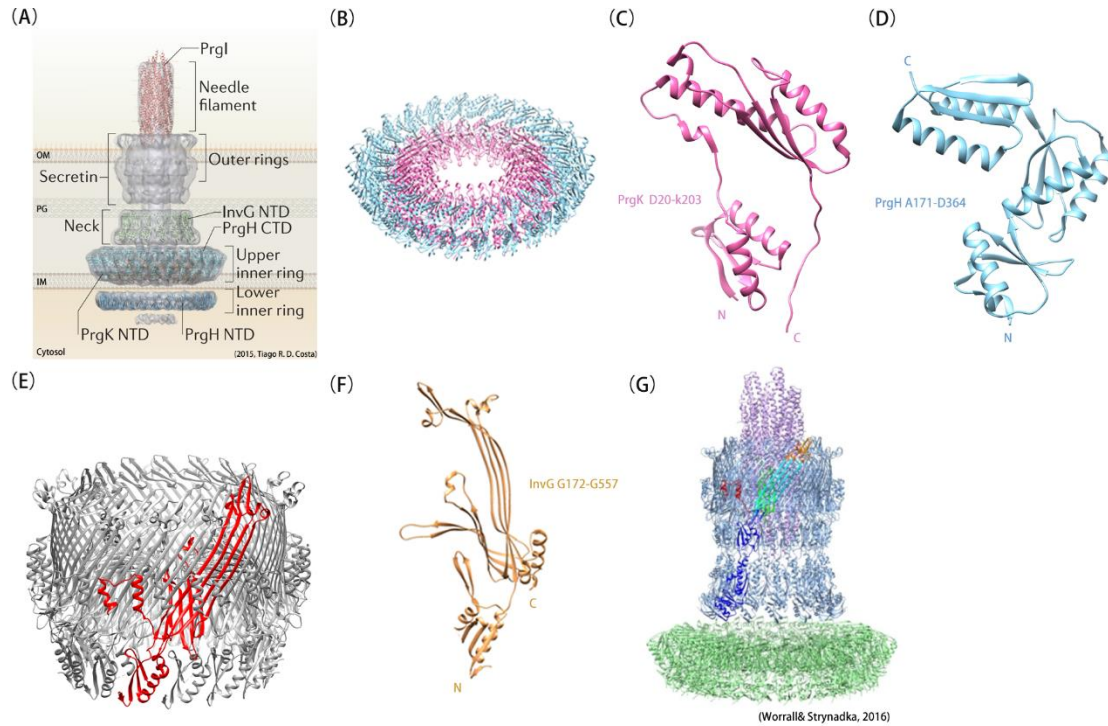 (A)
PrgI
Needle
filament
OM
Outer rings
Secretin
PG
Neck
InvG NTD
PrgH CTD
Upper
inner ring
IM
Lower
inner ring
PrgK NTD
PrgH NTD
Cytosol
(2015, Tiago R. D. Costa)
(B)
(C)
PrgK D20-k203
N
C
(D)
C
PrgH A171-D364
N
(E)
(F)
InvG G172-G557
C
N
(G)
(Worrall& Strynadka, 2016)